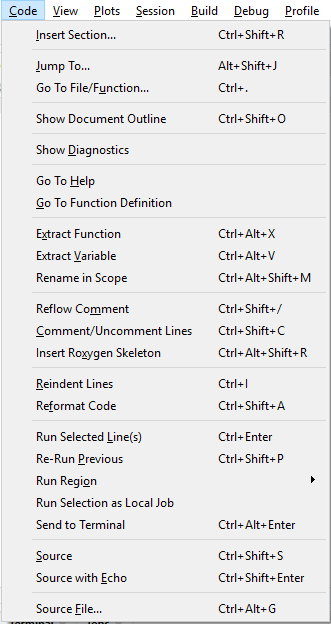 Code View Plots Session Build Debug Profile
Insert Section... Ctrl+Shift+R
Jump To... Alt+Shift+J
Go To File/Function... Ctrl+.
Show Document Outline Ctrl+Shift+O
Show Diagnostics
Go To Help
Go To Function Definition
Extract Function Ctrl+Alt+X
Extract Variable Ctrl+Alt+V
Rename in Scope Ctrl+Alt+Shift+M
Reflow Comment Ctrl+Shift+/
Comment/Uncomment Lines Ctrl+Shift+C
Insert Roxygen Skeleton Ctrl+Alt+Shift+R
Reindent Lines Ctrl+I
Reformat Code Ctrl+Shift+A
Run Selected Line(s) Ctrl+Enter
Re-Run Previous Ctrl+Shift+P
Run Region
Run Selection as Local Job
Send to Terminal Ctrl+Alt+Enter
Source Ctrl+Shift+S
Source with Echo Ctrl+Shift+Enter
Source File... Ctrl+Alt+G